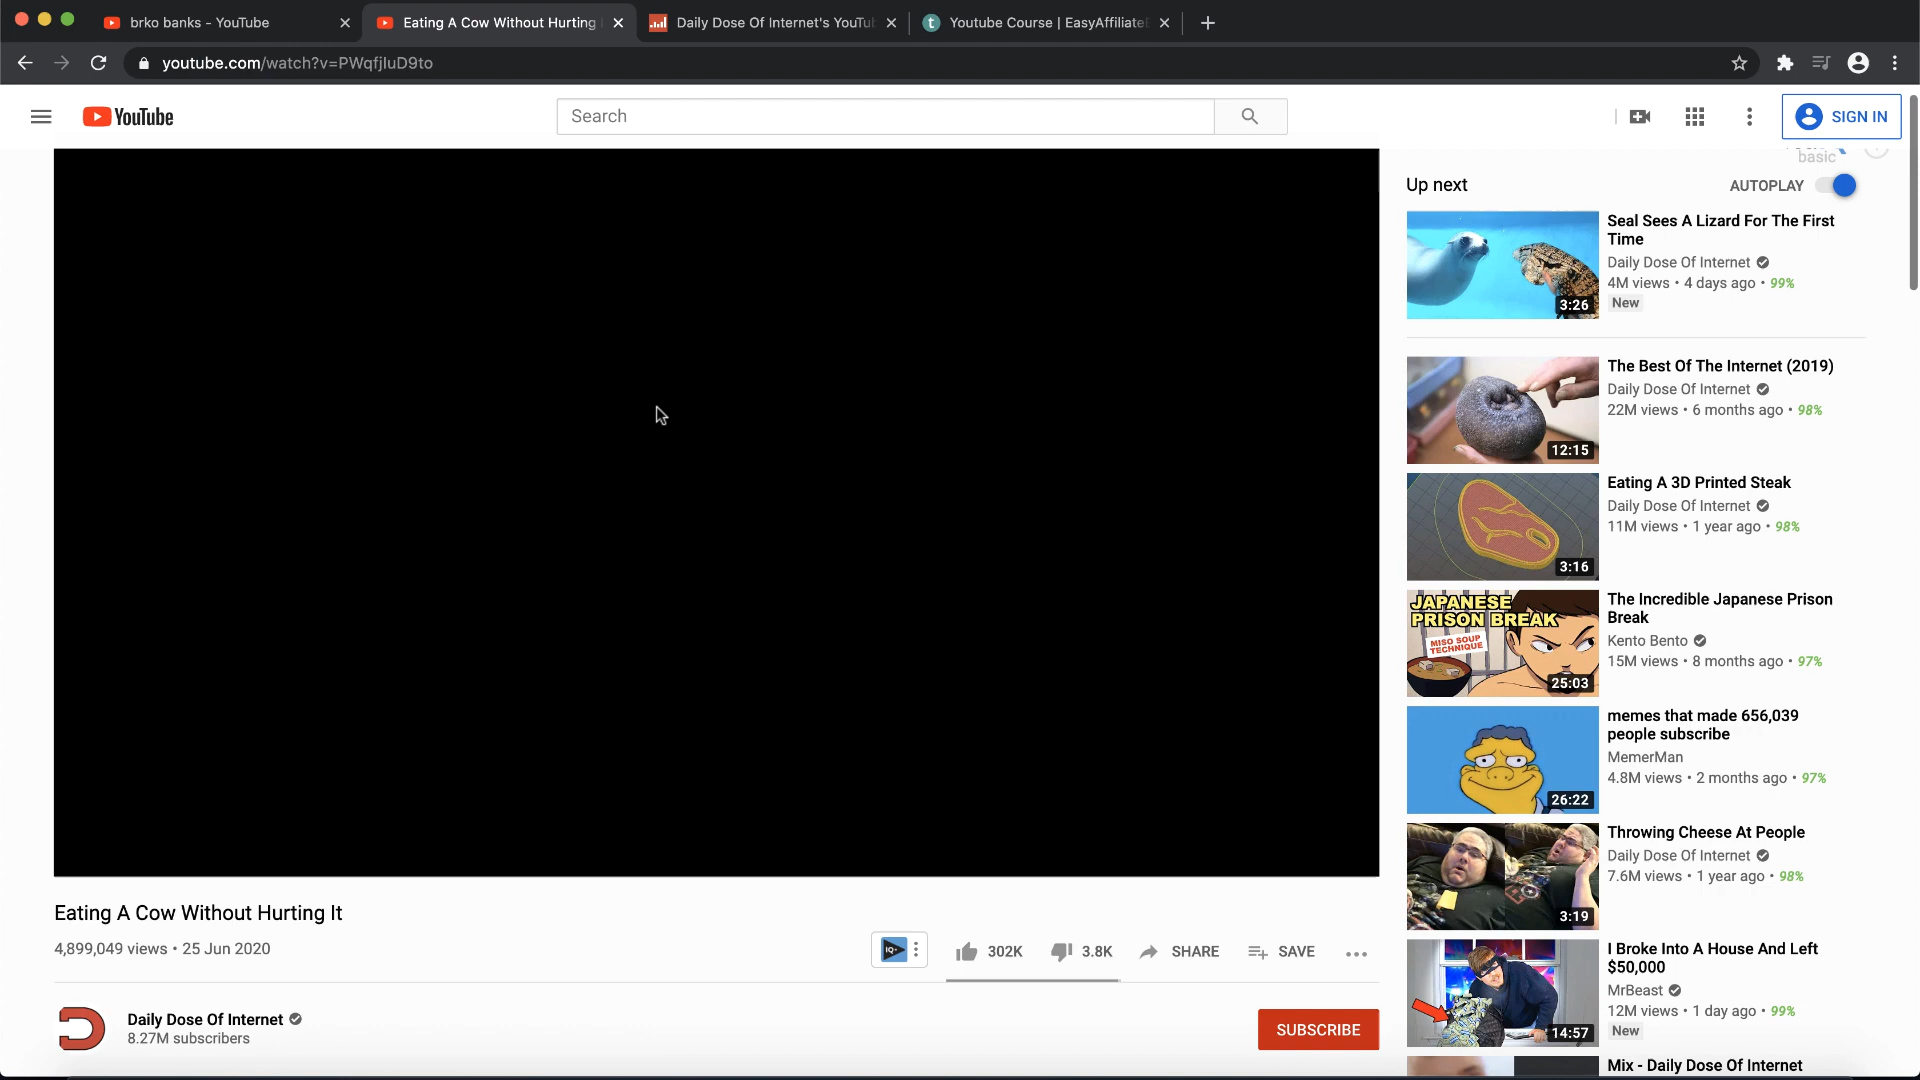 brko banks - YouTube
Eating A Cow Without Hurting
Daily Dose Of Internet's YouTu
Youtube Course | EasyAffiliate
youtube.com/watch?v=PWqfjluD9to
YouTube
Search
SIGN IN
basic
Up next
AUTOPLAY
Seal Sees A Lizard For The First
Time
Daily Dose Of Internet
4M views • 4 days ago • 99%
New
3:26
The Best Of The Internet (2019)
Daily Dose Of Internet
22M views • 6 months ago • 98%
12:15
Eating A 3D Printed Steak
Daily Dose Of Internet
11M views • 1 year ago • 98%
3:16
JAPANESE
PRISON BREAK
MISO SOUP
TECHNIQUE
25:03
The Incredible Japanese Prison
Break
Kento Bento
15M views • 8 months ago • 97%
memes that made 656,039
people subscribe
MemerMan
4.8M views • 2 months ago • 97%
26:22
Throwing Cheese At People
Daily Dose Of Internet
7.6M views • 1 year ago • 98%
3:19
I Broke Into A House And Left
$50,000
MrBeast
12M views • 1 day ago • 99%
New
14:57
Mix - Daily Dose Of Internet
Eating A Cow Without Hurting It
4,899,049 views • 25 Jun 2020
IQ+
302K
3.8K
SHARE
SAVE
Daily Dose Of Internet
8.27M subscribers
SUBSCRIBE